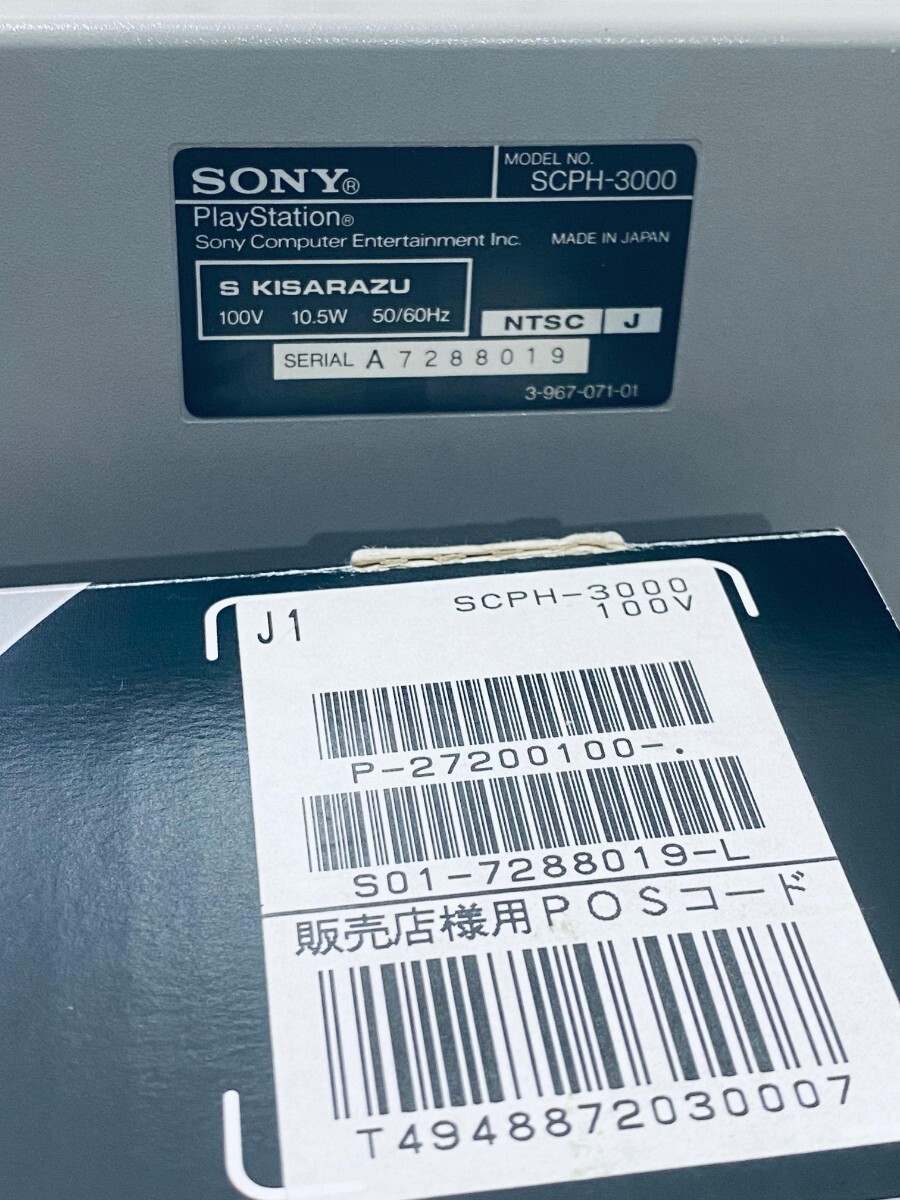 SONY®
MODEL NO.
SCPH-3000
PlayStation®
Sony Computer Entertainment Inc. MADE IN JAPAN
S KISARAZU
100V 10.5W 50/60Hz
NTSC J
SERIAL A7288019
3-967-071-01
J1
SCPH-3000
100V
P-27200100-.
S01-7288019-L
販売店様用POSコード
T4948872030007